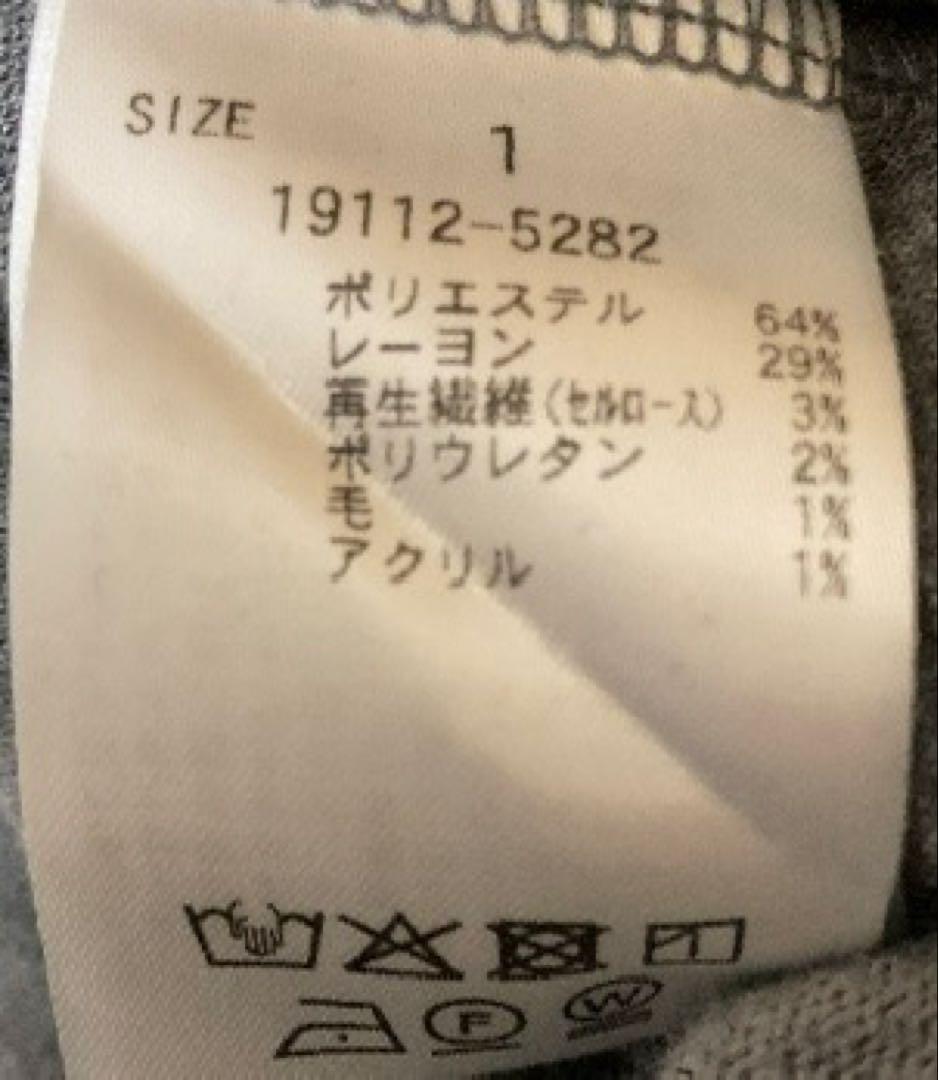 SIZE 1
19112-5282
ポリエステル 64%
レーヨン 29%
再生繊維(セルロース) 3%
ポリウレタン 2%
毛 1%
アクリル 1%
F
W